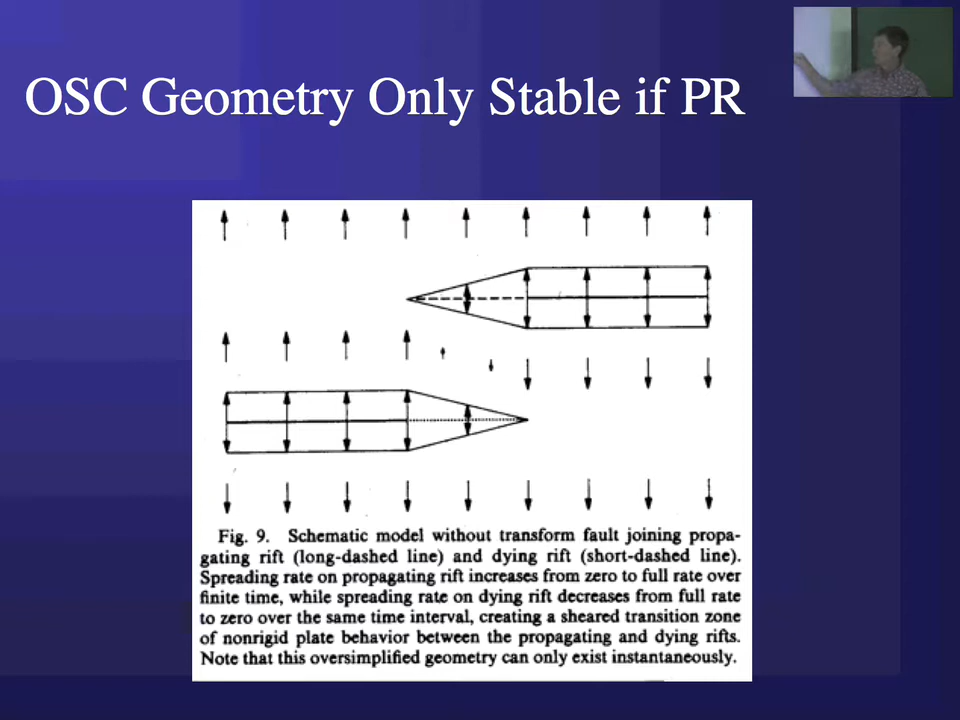 OSC Geometry Only Stable if PR
Fig. 9. Schematic model without transform fault joining propa-
gating rift (long-dashed line) and dying rift (short-dashed line).
Spreading rate on propagating rift increases from zero to full rate over
finite time, while spreading rate on dying rift decreases from full rate
to zero over the same time interval, creating a sheared transition zone
of nonrigid plate behavior between the propagating and dying rifts.
Note that this oversimplified geometry can only exist instantaneously.